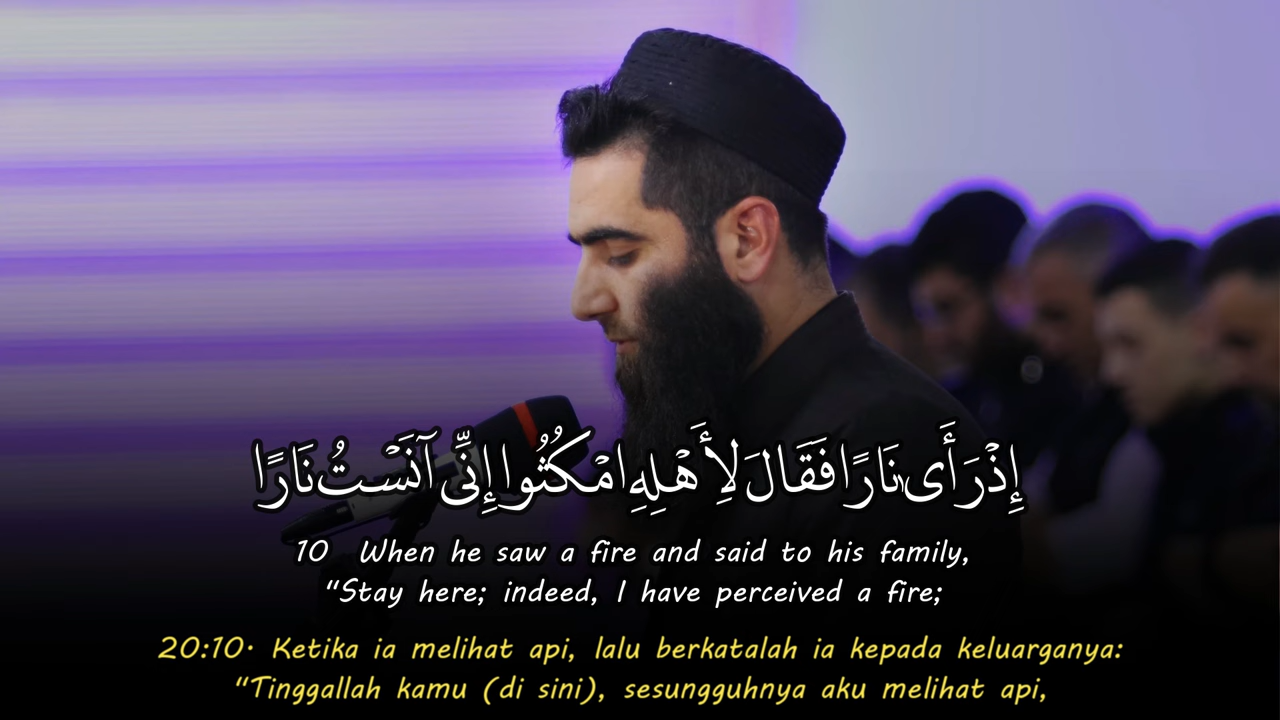 إِذْ رَأَىٰ نَارًا فَقَالَ لِأَهْلِهِ امْكُثُوا إِنِّي آنَسْتُ نَارًا
10 When he saw a fire and said to his family,
“Stay here; indeed, I have perceived a fire;
20:10. Ketika ia melihat api, lalu berkatalah ia kepada keluarganya:
“Tinggallah kamu (di sini), sesungguhnya aku melihat api,